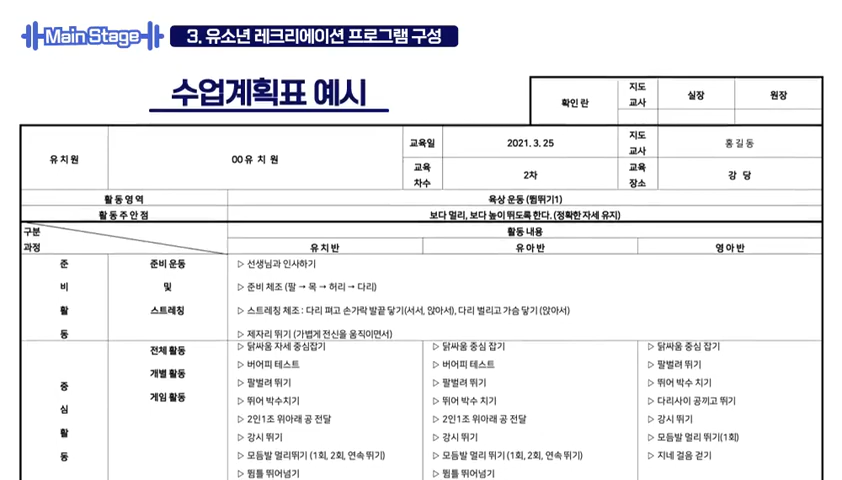 Main Stage
3. 유소년 레크리에이션 프로그램 구성
수업계획표 예시
확인 란 지도교사 실장 원장
유치원 00유 치 원 교육일 2021. 3. 25 지도교사 홍길동
교육차수 2차 교육장소 강 당
활동영역 육상 운동 (뜀뛰기1)
활동주안점 보다 멀리, 보다 높이 뛰도록 한다. (정확한 자세 유지)
구분 활동내용
과정 유치반 유아반 영아반
준비활동
준비 운동 및 스트레칭
▷ 선생님과 인사하기
▷ 준비 체조 (팔 → 목 → 허리 → 다리)
▷ 스트레칭 체조 : 다리 펴고 손가락 발끝 닿기(서서, 앉아서), 다리 벌리고 가슴 닿기 (앉아서)
▷ 제자리 뛰기 (가볍게 전신을 움직이면서)
중심활동
전체 활동
개별 활동
게임 활동
▷ 닭싸움 자세 중심잡기
▷ 버어피 테스트
▷ 팔벌려 뛰기
▷ 뛰어 박수치기
▷ 2인1조 위아래 공 전달
▷ 강시 뛰기
▷ 모듬발 멀리뛰기 (1회, 2회, 연속 뛰기)
▷ 뜀틀 뛰어넘기
▷ 닭싸움 중심 잡기
▷ 버어피 테스트
▷ 팔벌려 뛰기
▷ 뛰어 박수 치기
▷ 2인1조 위아래 공 전달
▷ 강시 뛰기
▷ 모듬발 멀리 뛰기 (1회, 2회, 연속 뛰기)
▷ 뜀틀 뛰어넘기
▷ 닭싸움 중심 잡기
▷ 팔벌려 뛰기
▷ 뛰어 박수 치기
▷ 다리사이 공끼고 뛰기
▷ 강시 뛰기
▷ 모듬발 멀리 뛰기(1회)
▷ 지네 걸음 걷기